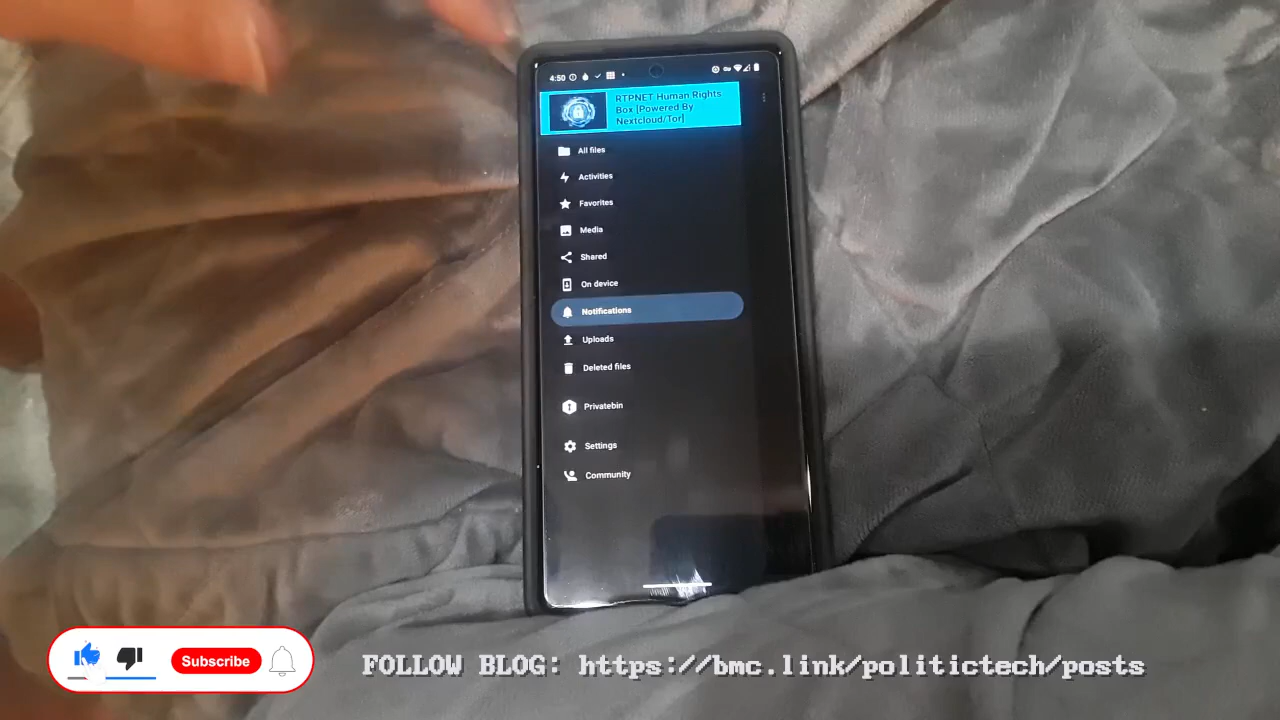 4:50
RTPNET Human Rights
Box [Powered By
Nextcloud/Tor]
All files
Activities
Favorites
Media
Shared
On device
Notifications
Uploads
Deleted files
Privatebin
Settings
Community
Subscribe
FOLLOW BLOG: https://bmc.link/politictech/posts